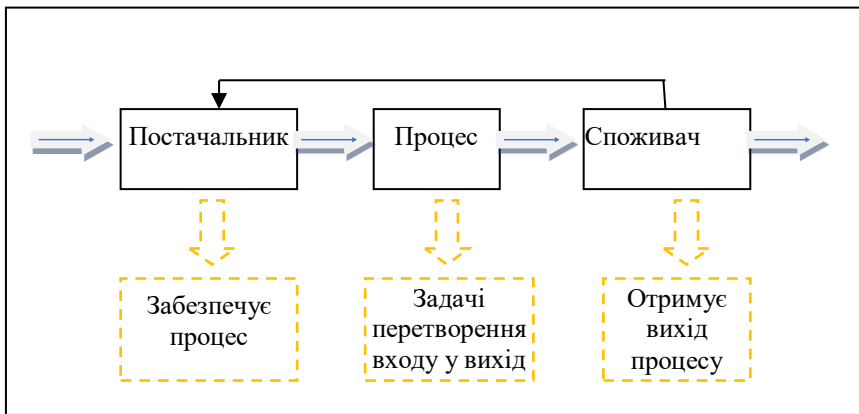 Постачальник
Процес
Споживач
Забезпечує
процес
Задачі
перетворення
входу у вихід
Отримує
вихід
процесу